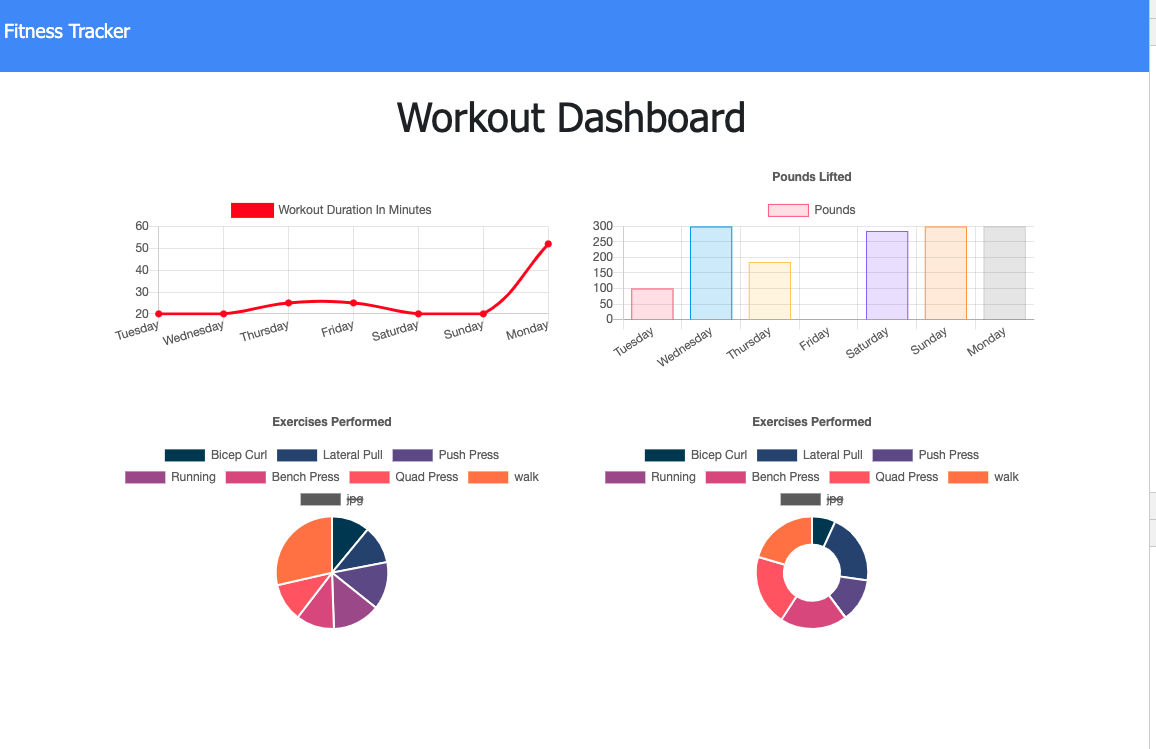 Fitness Tracker
Workout Dashboard
Workout Duration In Minutes
60
50
40
30
20
Tuesday Wednesday Thursday Friday Saturday Sunday Monday
Pounds Lifted
Pounds
300
250
200
150
100
50
0
Tuesday Wednesday Thursday Friday Saturday Sunday Monday
Exercises Performed
Bicep Curl Lateral Pull Push Press
Running Bench Press Quad Press walk
jpg
Exercises Performed
Bicep Curl Lateral Pull Push Press
Running Bench Press Quad Press walk
jpg